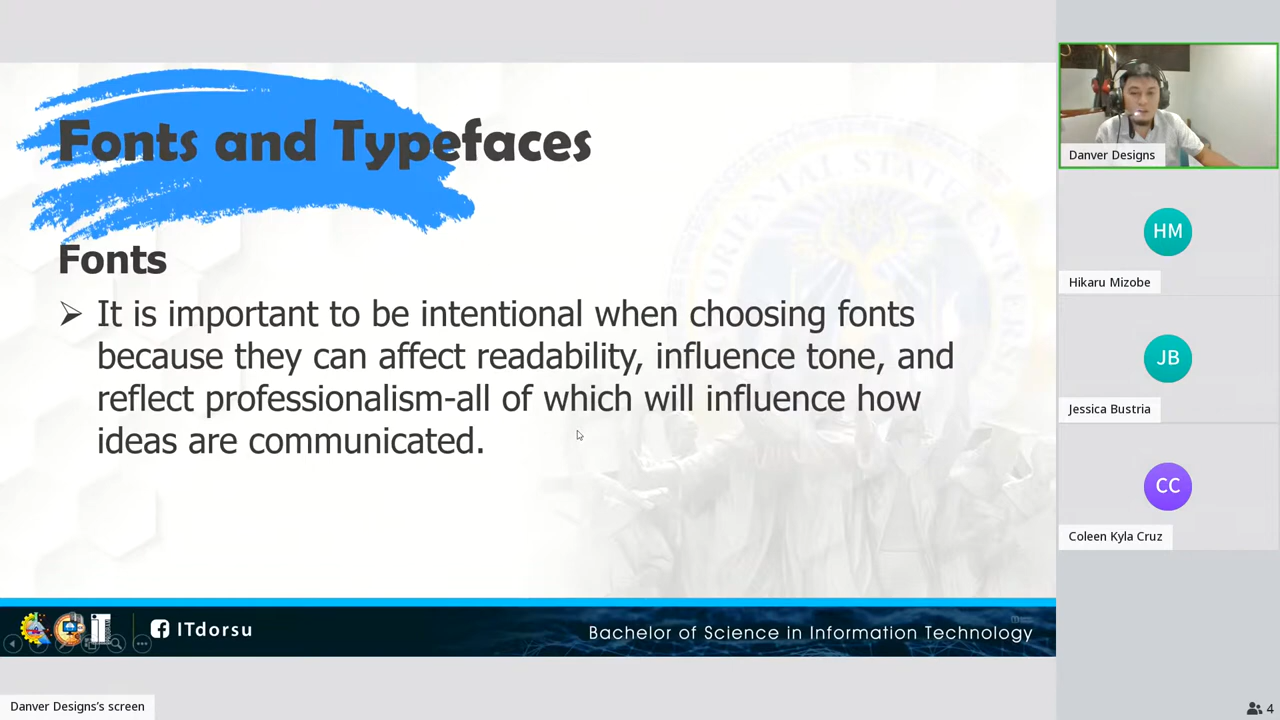 Fonts and Typefaces
Fonts
It is important to be intentional when choosing fonts
because they can affect readability, influence tone, and
reflect professionalism-all of which will influence how
ideas are communicated.
ITdorsu
Bachelor of Science in Information Technology
Danver Designs's screen
Danver Designs
HM
Hikaru Mizobe
JB
Jessica Bustria
CC
Coleen Kyla Cruz
4